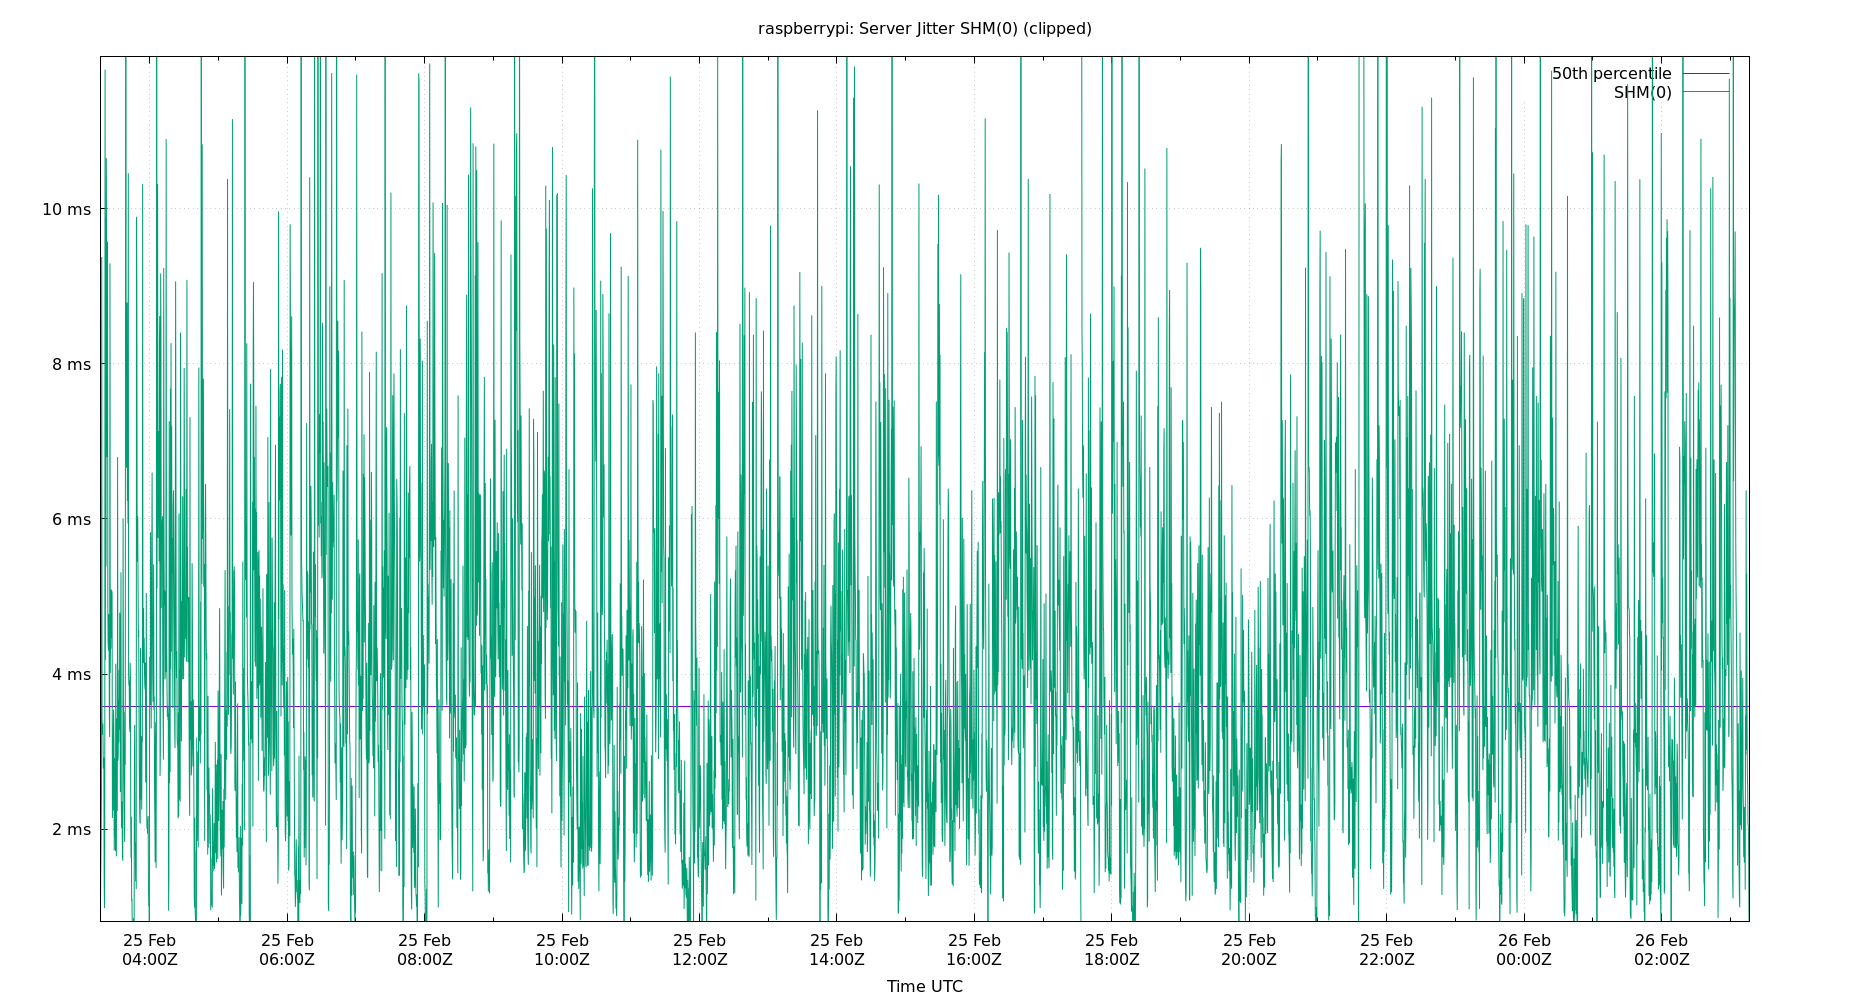 raspberrypi: Server Jitter SHM(0) (clipped)
50th percentile
SHM(0)
10 ms
8 ms
6 ms
4 ms
2 ms
25 Feb 25 Feb 25 Feb 25 Feb 25 Feb 25 Feb 25 Feb 25 Feb 25 Feb 25 Feb 26 Feb 26 Feb
04:00Z 06:00Z 08:00Z 10:00Z 12:00Z 14:00Z 16:00Z 18:00Z 20:00Z 22:00Z 00:00Z 02:00Z
Time UTC